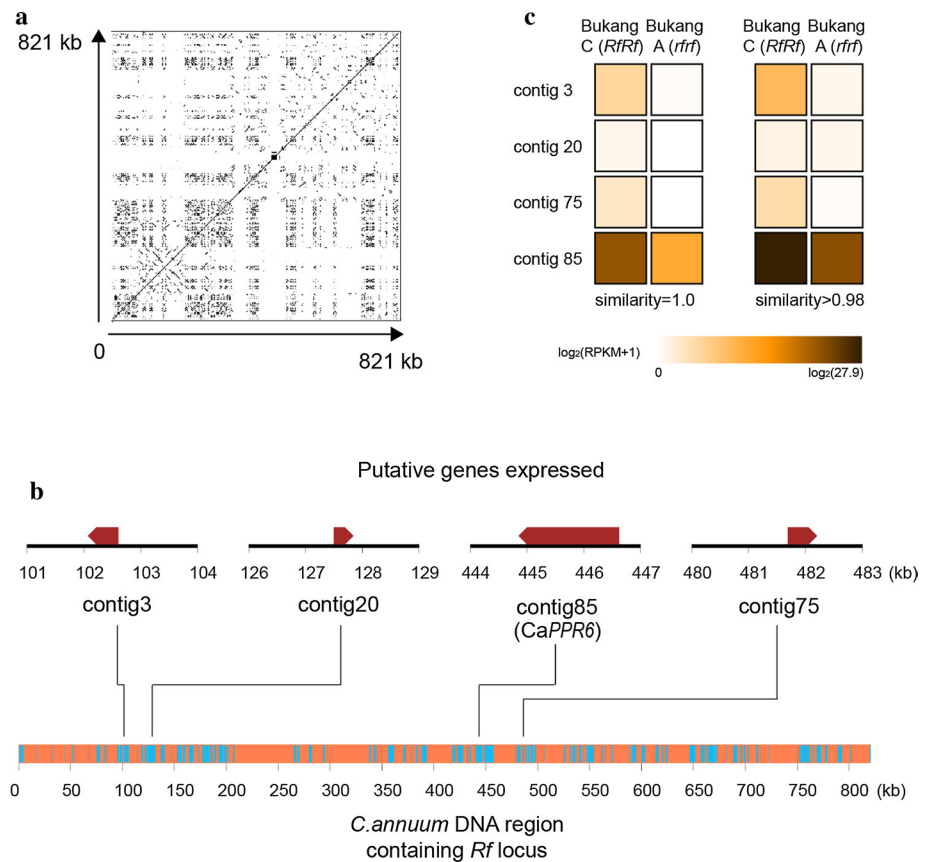 a
821 kb
0
821 kb
c
Bukang C (RfRf)
Bukang A (rfrf)
Bukang C (RfRf)
Bukang A (rfrf)
contig 3
contig 20
contig 75
contig 85
similarity=1.0
similarity>0.98
log2(RPKM+1)
0
log2(27.9)
Putative genes expressed
b
101 102 103 104
126 127 128 129
444 445 446 447
480 481 482 483 (kb)
contig3
contig20
contig85
(CaPPR6)
contig75
0 50 100 150 200 250 300 350 400 450 500 550 600 650 700 750 800 (kb)
C.annuum DNA region
containing Rf locus